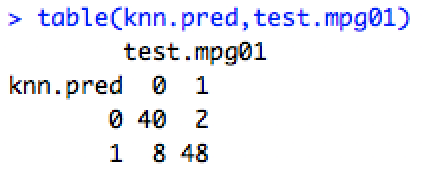 > table(knn.pred,test.mpg01)
test.mpg01
knn.pred 0 1
0 40 2
1 8 48